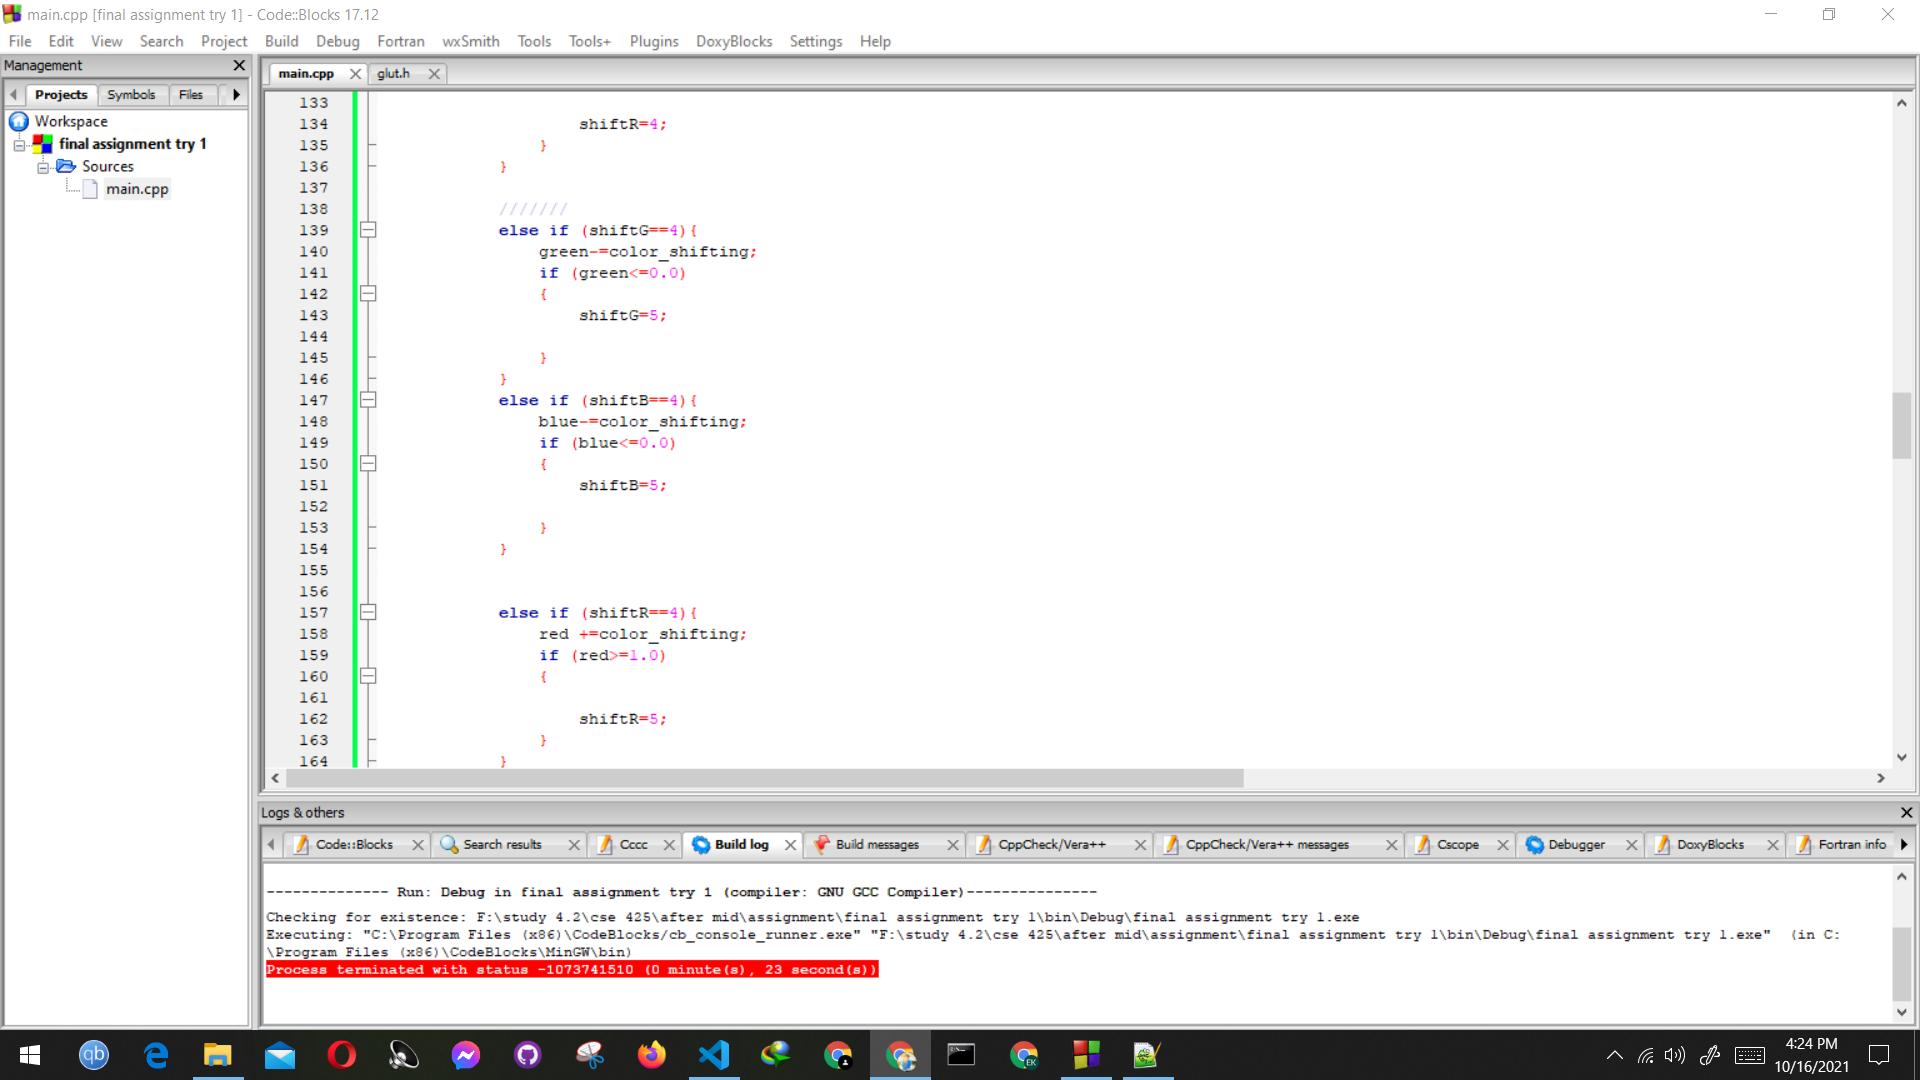 main.cpp [final assignment try 1] - Code::Blocks 17.12
File Edit View Search Project Build Debug Fortran wxSmith Tools Tools+ Plugins DoxyBlocks Settings Help
Management
Projects Symbols Files
Workspace
final assignment try 1
Sources
main.cpp
main.cpp glut.h
133
134 shiftR=4;
135 }
136 }
137
138 ///////
139 else if (shiftG==4){
140 green-=color_shifting;
141 if (green<=0.0)
142 {
143 shiftG=5;
144
145 }
146 }
147 else if (shiftB==4){
148 blue-=color_shifting;
149 if (blue<=0.0)
150 {
151 shiftB=5;
152
153 }
154 }
155
156
157 else if (shiftR==4){
158 red +=color_shifting;
159 if (red>=1.0)
160 {
161
162 shiftR=5;
163 }
164 }
Logs & others
Code::Blocks Search results Cccc Build log Build messages CppCheck/Vera++ CppCheck/Vera++ messages Cscope Debugger DoxyBlocks Fortran info
-------------- Run: Debug in final assignment try 1 (compiler: GNU GCC Compiler)---------------
Checking for existence: F:\study 4.2\cse 425\after mid\assignment\final assignment try 1\bin\Debug\final assignment try 1.exe
Executing: "C:\Program Files (x86)\CodeBlocks/cb_console_runner.exe" "F:\study 4.2\cse 425\after mid\assignment\final assignment try 1\bin\Debug\final assignment try 1.exe"  (in C:
\Program Files (x86)\CodeBlocks\MinGW\bin)
Process terminated with status -1073741510 (0 minute(s), 23 second(s))
qb
EK
4:24 PM
10/16/2021